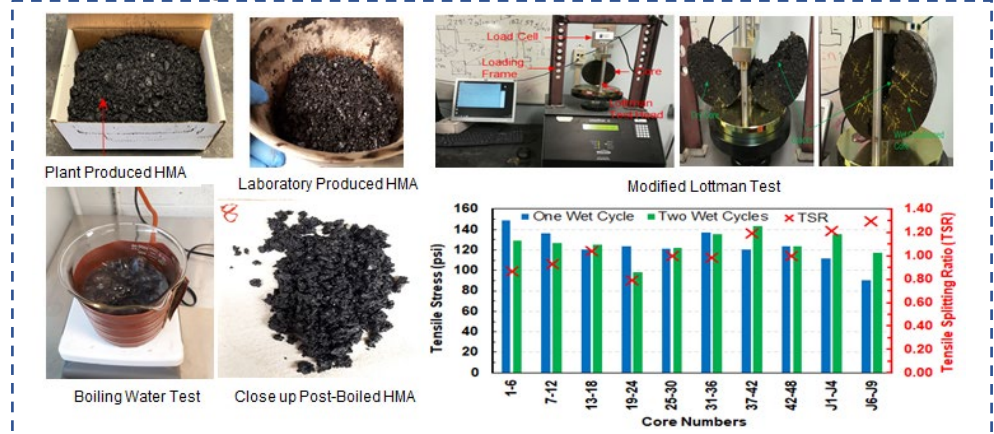 Plant Produced HMA
Laboratory Produced HMA
Load Cell
Loading
Frame
Core
Lottman
Modified Lottman Test
8
Boiling Water Test
Close up Post-Boiled HMA
One Wet Cycle
Two Wet Cycles
TSR
Tensile Stress (psi)
160
140
120
100
80
60
40
20
0
1-6
7-12
13-18
19-24
25-30
31-36
37-42
42-48
J1-J4
J6-J9
Core Numbers
1.40
1.20
1.00
0.80
0.60
0.40
0.20
0.00
Tensile Splitting Ratio (TSR)